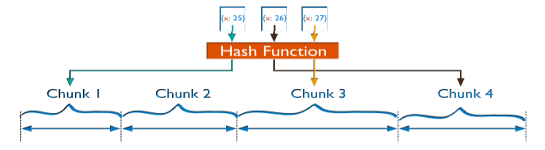 {x: 25} {x: 26} {x: 27}
Hash Function
Chunk 1 Chunk 2 Chunk 3 Chunk 4